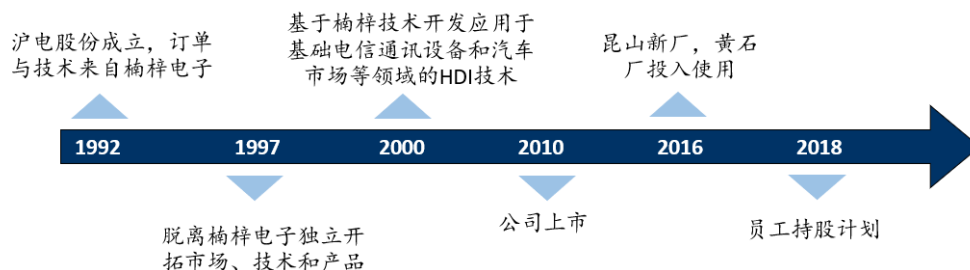 沪电股份成立，订单
与技术来自楠梓电子
基于楠梓技术开发应用于
基础电信通讯设备和汽车
市场等领域的HDI技术
昆山新厂，黄石
厂投入使用
1992 1997 2000 2010 2016 2018
脱离楠梓电子独立开
拓市场、技术和产品
公司上市
员工持股计划